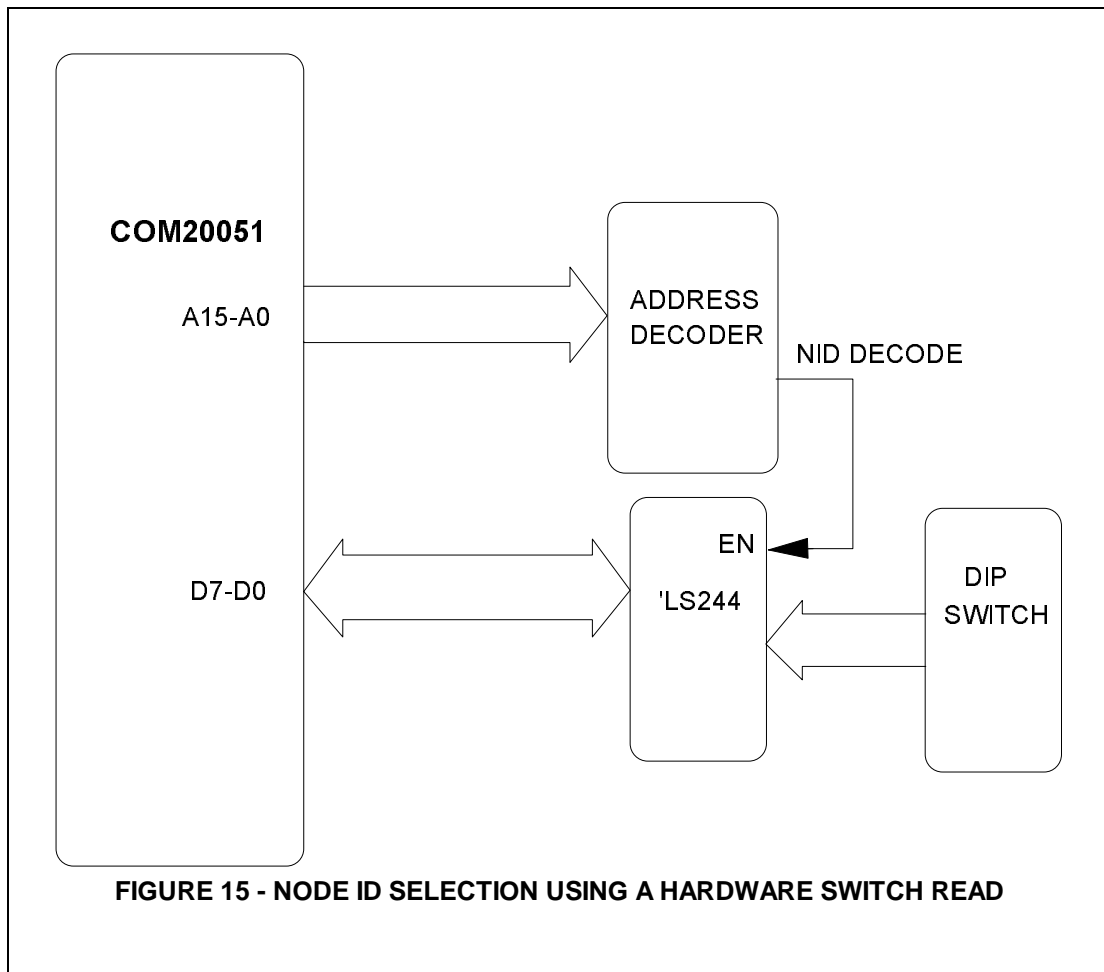 COM20051
A15-A0
ADDRESS
DECODER
NID DECODE
D7-D0
EN
'LS244
DIP
SWITCH
FIGURE 15 - NODE ID SELECTION USING A HARDWARE SWITCH READ